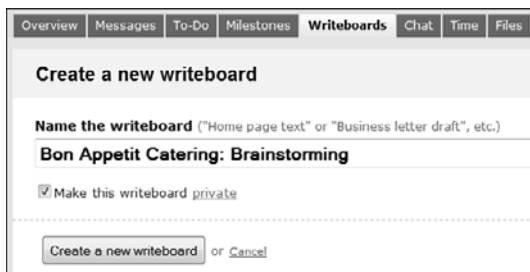 Overview Messages To-Do Milestones Writeboards Chat Time Files
Create a new writeboard
Name the writeboard ("Home page text" or "Business letter draft", etc.)
Bon Appetit Catering: Brainstorming
Make this writeboard private
Create a new writeboard or Cancel